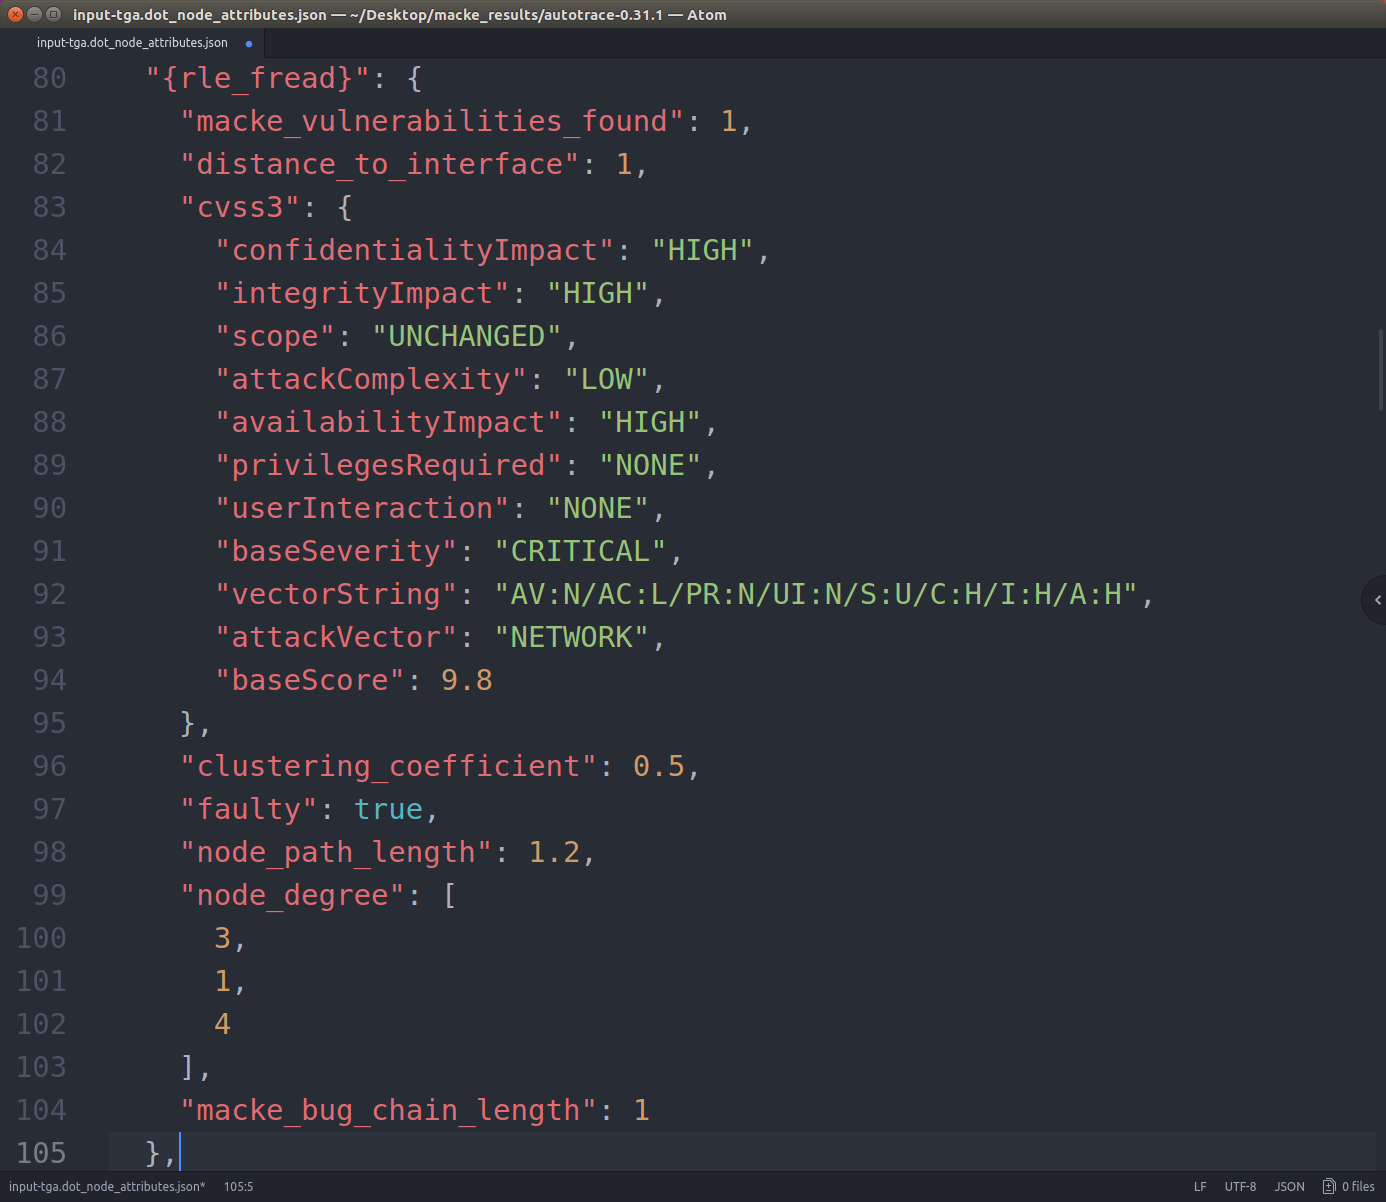 input-tga.dot_node_attributes.json — ~/Desktop/macke_results/autotrace-0.31.1 — Atom
input-tga.dot_node_attributes.json
80 "{rle_fread}": {
81 "macke_vulnerabilities_found": 1,
82 "distance_to_interface": 1,
83 "cvss3": {
84 "confidentialityImpact": "HIGH",
85 "integrityImpact": "HIGH",
86 "scope": "UNCHANGED",
87 "attackComplexity": "LOW",
88 "availabilityImpact": "HIGH",
89 "privilegesRequired": "NONE",
90 "userInteraction": "NONE",
91 "baseSeverity": "CRITICAL",
92 "vectorString": "AV:N/AC:L/PR:N/UI:N/S:U/C:H/I:H/A:H",
93 "attackVector": "NETWORK",
94 "baseScore": 9.8
95 },
96 "clustering_coefficient": 0.5,
97 "faulty": true,
98 "node_path_length": 1.2,
99 "node_degree": [
100 3,
101 1,
102 4
103 ],
104 "macke_bug_chain_length": 1
105 },
input-tga.dot_node_attributes.json* 105:5 LF UTF-8 JSON 0 files